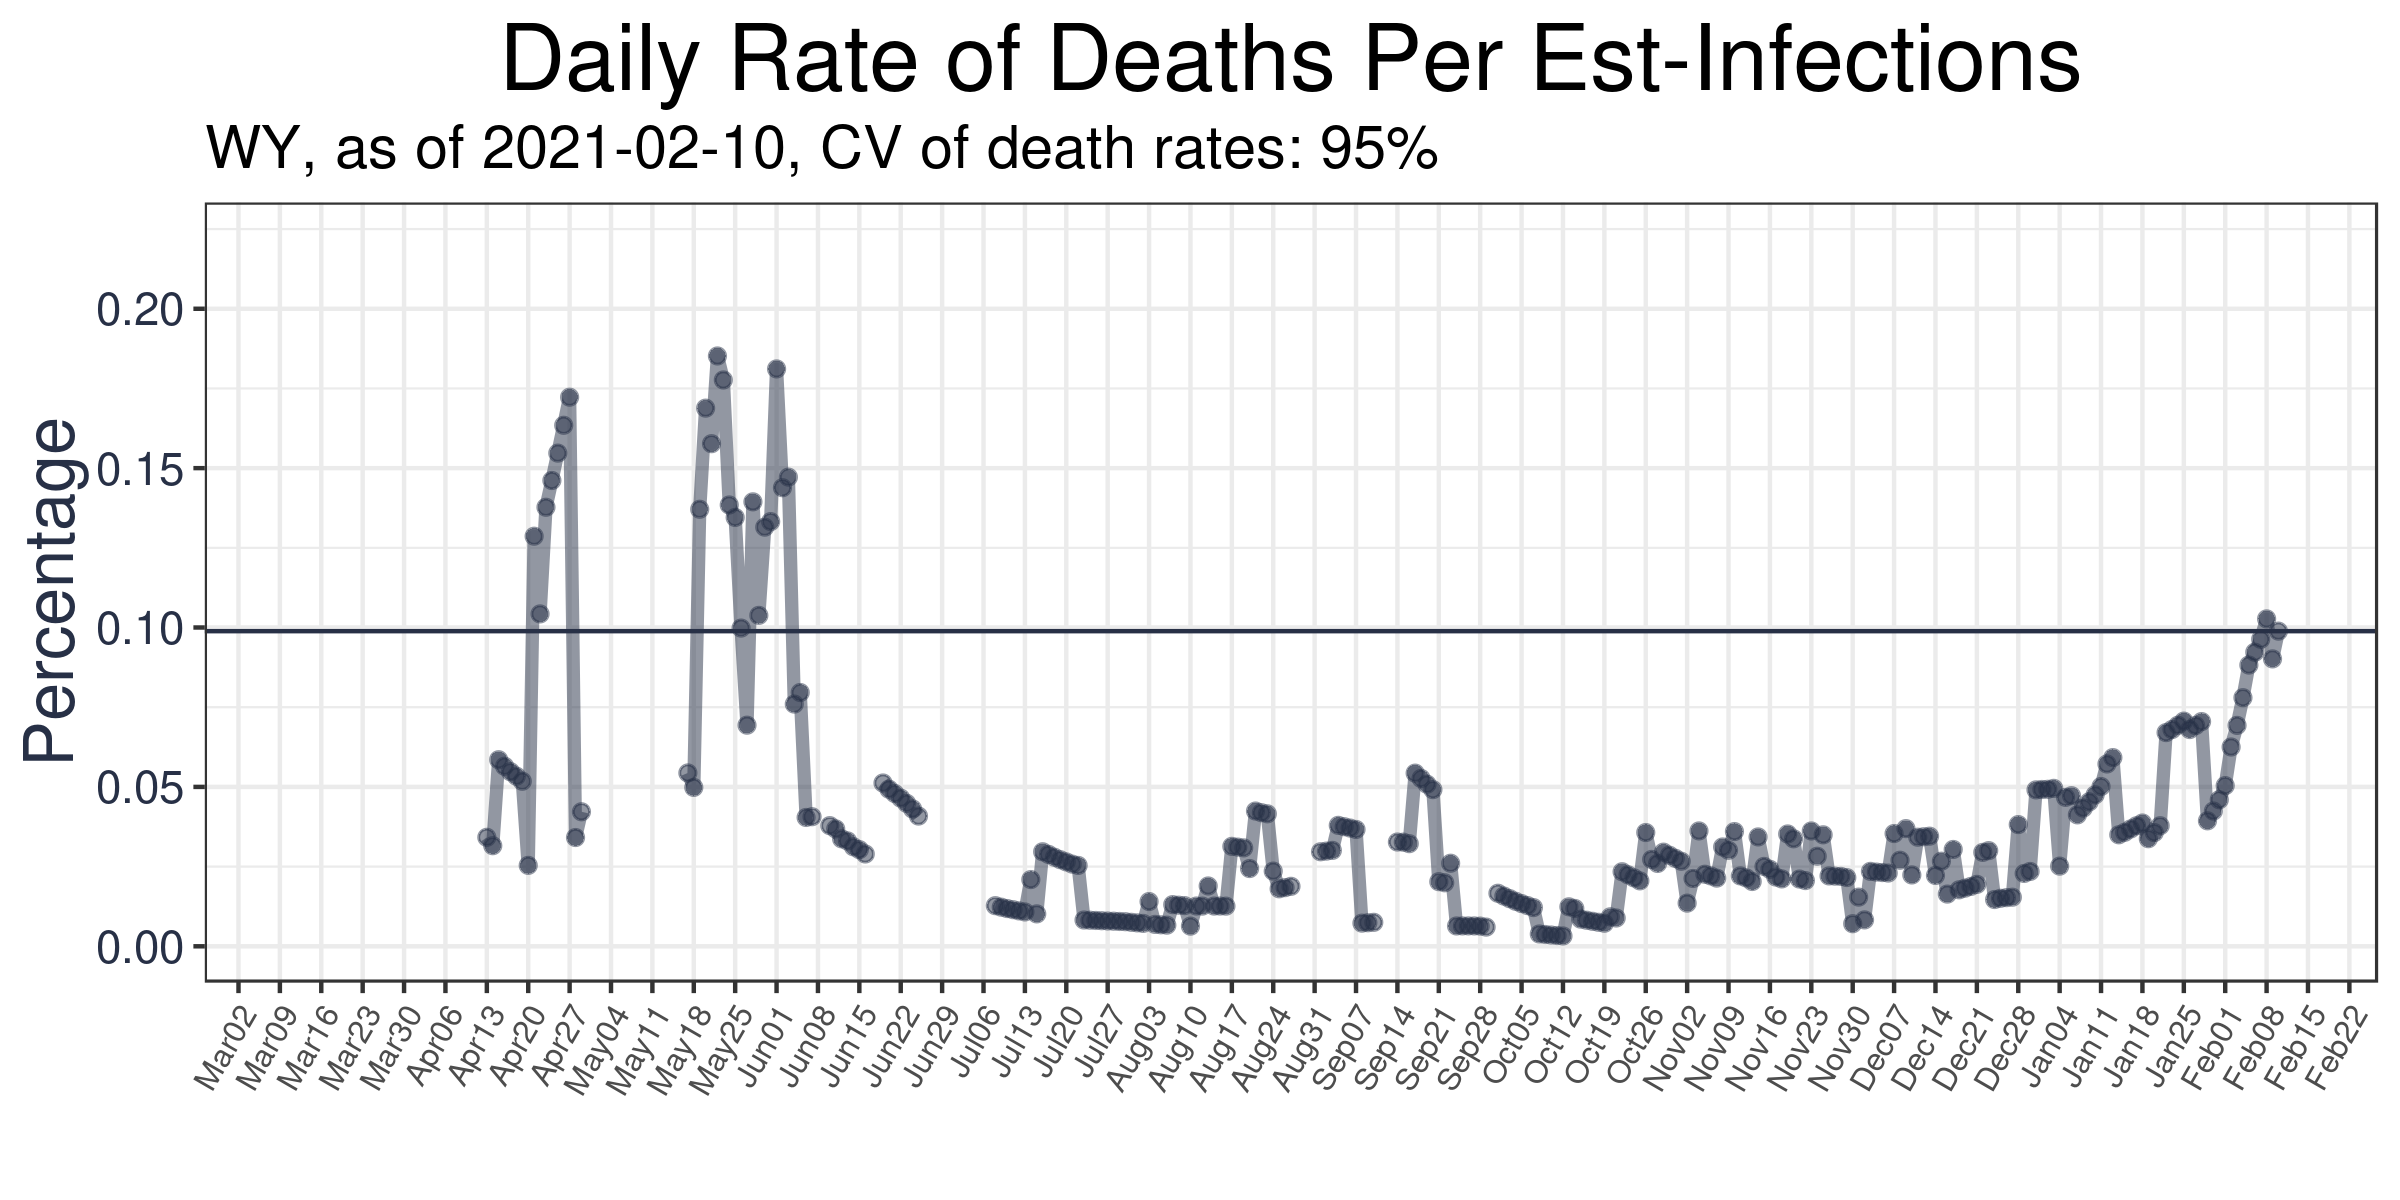 Daily Rate of Deaths Per Est-Infections
WY, as of 2021-02-10, CV of death rates: 95%
Percentage
0.20
0.15
0.10
0.05
0.00
Mar02 Mar09 Mar16 Mar23 Mar30 Apr06 Apr13 Apr20 Apr27 May04 May11 May18 May25 Jun01 Jun08 Jun15 Jun22 Jun29 Jul06 Jul13 Jul20 Jul27 Aug03 Aug10 Aug17 Aug24 Aug31 Sep07 Sep14 Sep21 Sep28 Oct05 Oct12 Oct19 Oct26 Nov02 Nov09 Nov16 Nov23 Nov30 Dec07 Dec14 Dec21 Dec28 Jan04 Jan11 Jan18 Jan25 Feb01 Feb08 Feb15 Feb22